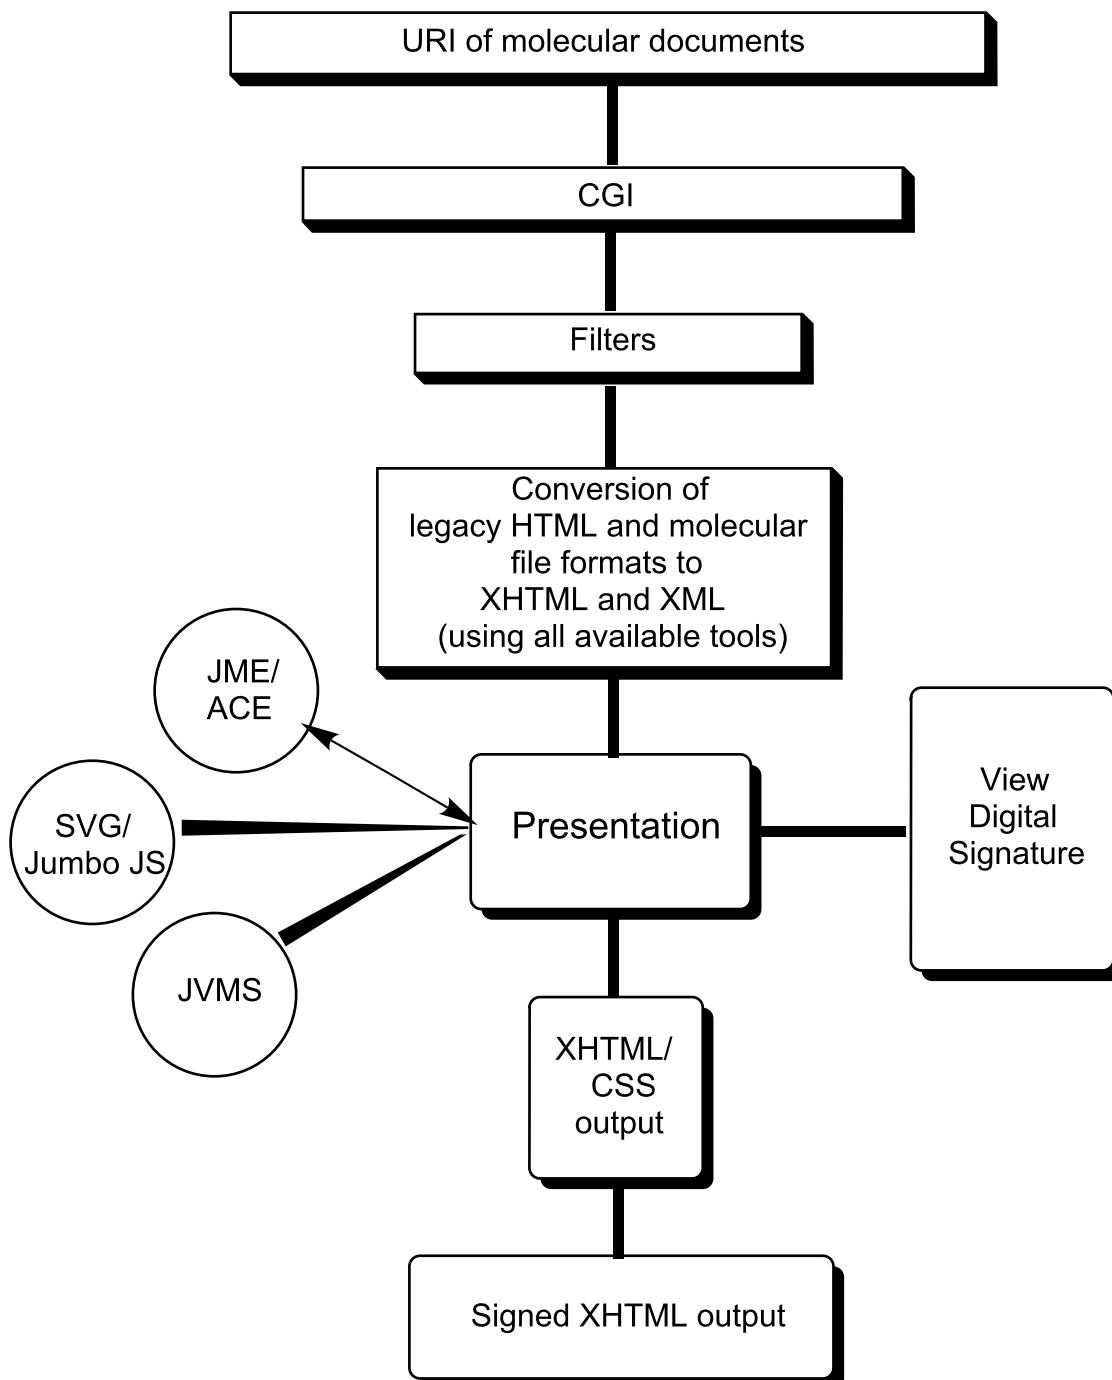 URI of molecular documents
CGI
Filters
Conversion of
legacy HTML and molecular
file formats to
XHTML and XML
(using all available tools)
JME/
ACE
SVG/
Jumbo JS
JVMS
Presentation
View
Digital
Signature
XHTML/
CSS
output
Signed XHTML output